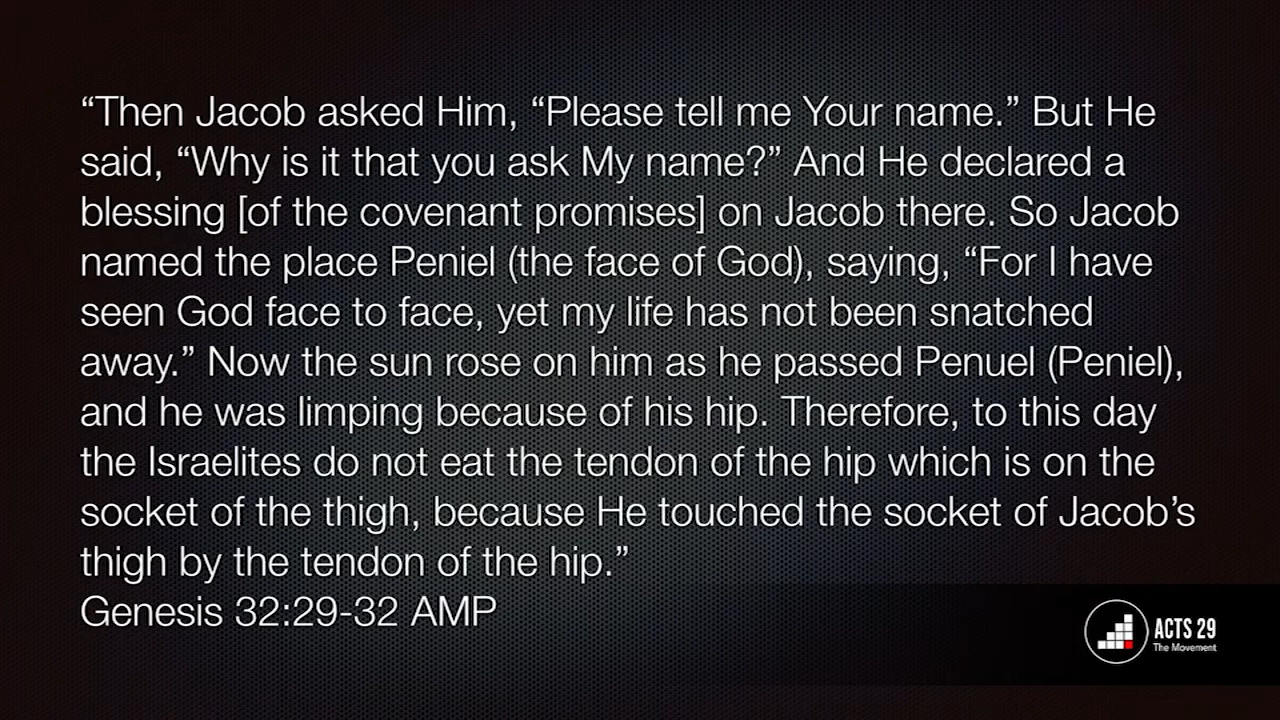 “Then Jacob asked Him, “Please tell me Your name.” But He
said, “Why is it that you ask My name?” And He declared a
blessing [of the covenant promises] on Jacob there. So Jacob
named the place Peniel (the face of God), saying, “For I have
seen God face to face, yet my life has not been snatched
away.” Now the sun rose on him as he passed Penuel (Peniel),
and he was limping because of his hip. Therefore, to this day
the Israelites do not eat the tendon of the hip which is on the
socket of the thigh, because He touched the socket of Jacob’s
thigh by the tendon of the hip.”
Genesis 32:29-32 AMP
ACTS 29
The Movement